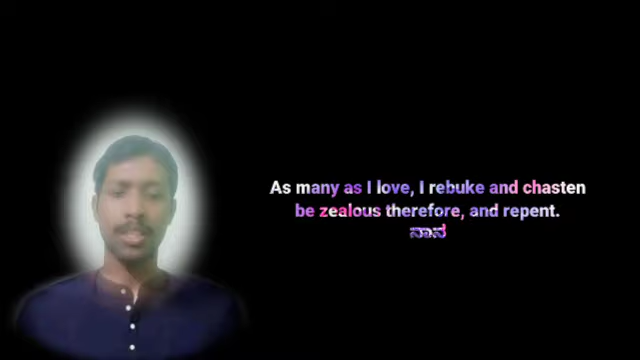 As many as I love, I rebuke and chasten
be zealous therefore, and repent.
ನಾನ